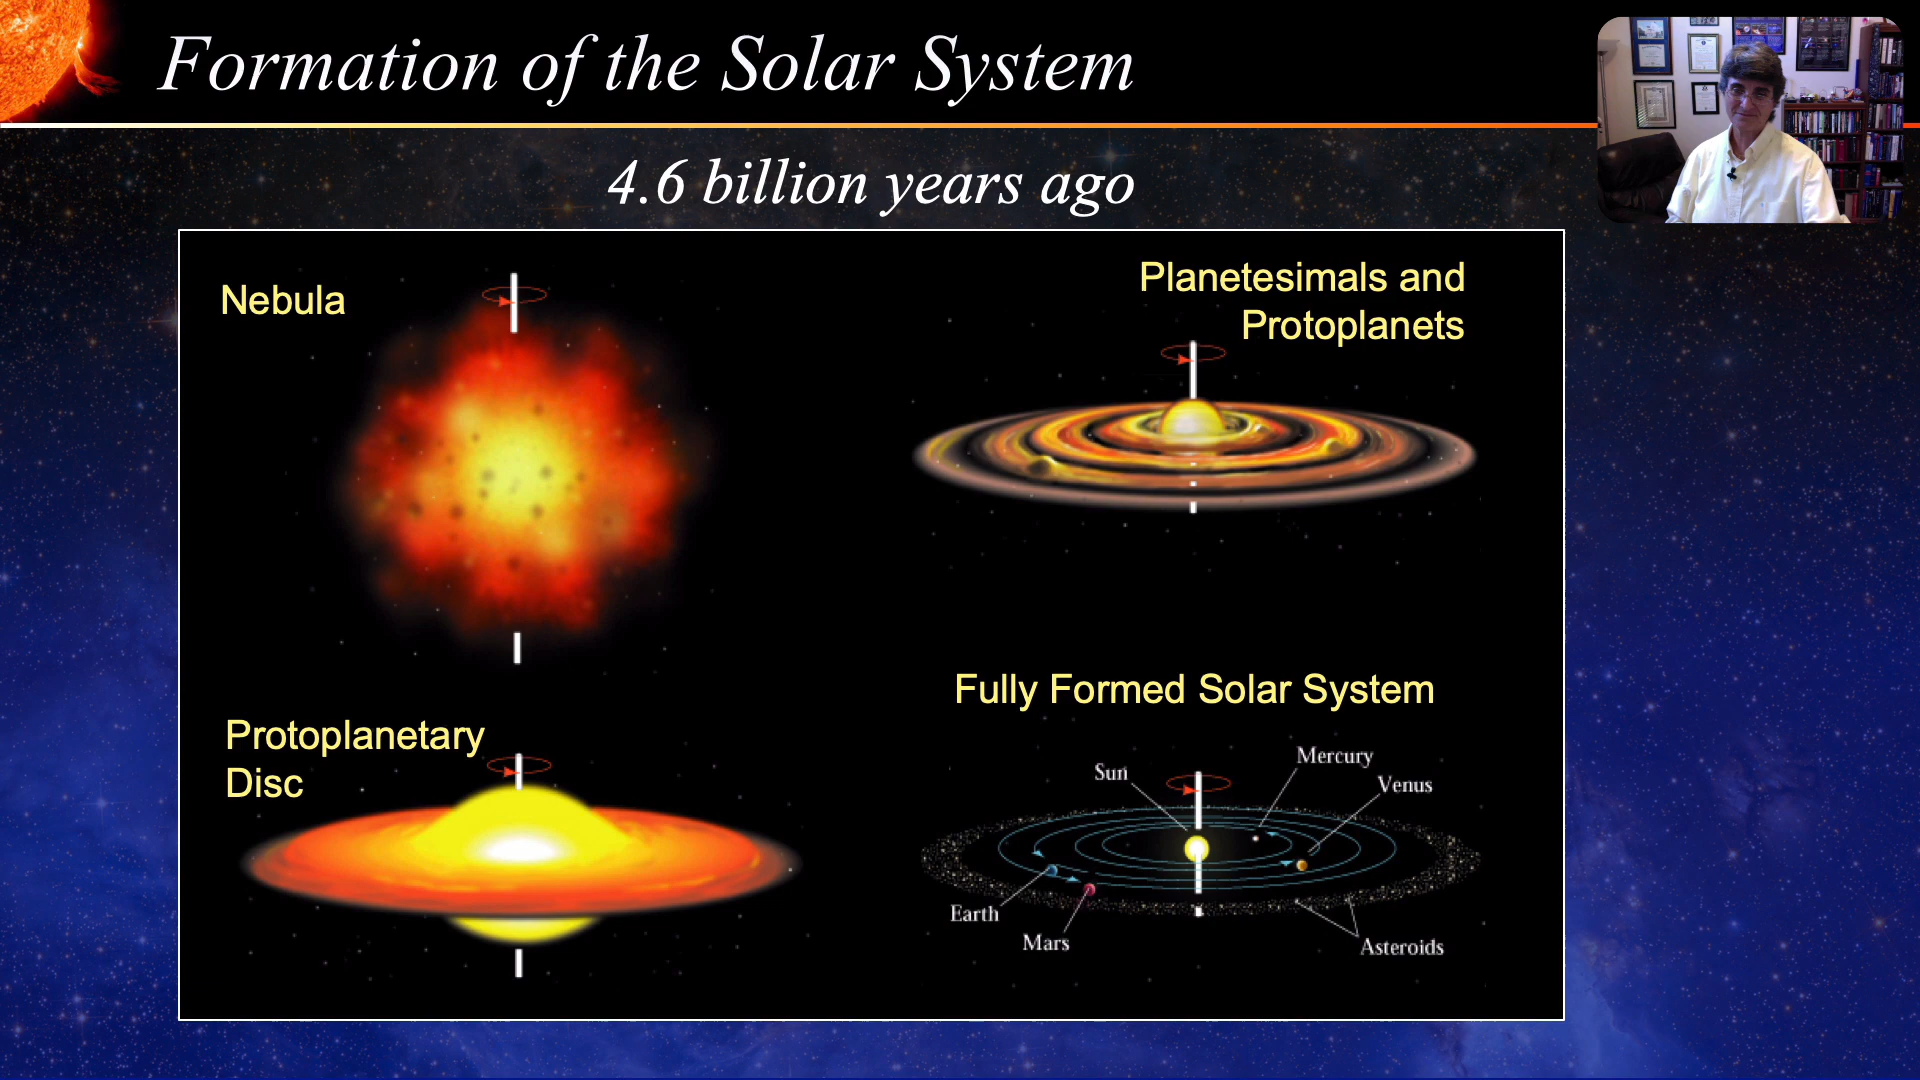 Formation of the Solar System
4.6 billion years ago
Nebula
Planetesimals and
Protoplanets
Protoplanetary
Disc
Fully Formed Solar System
Sun
Mercury
Venus
Earth
Mars
Asteroids